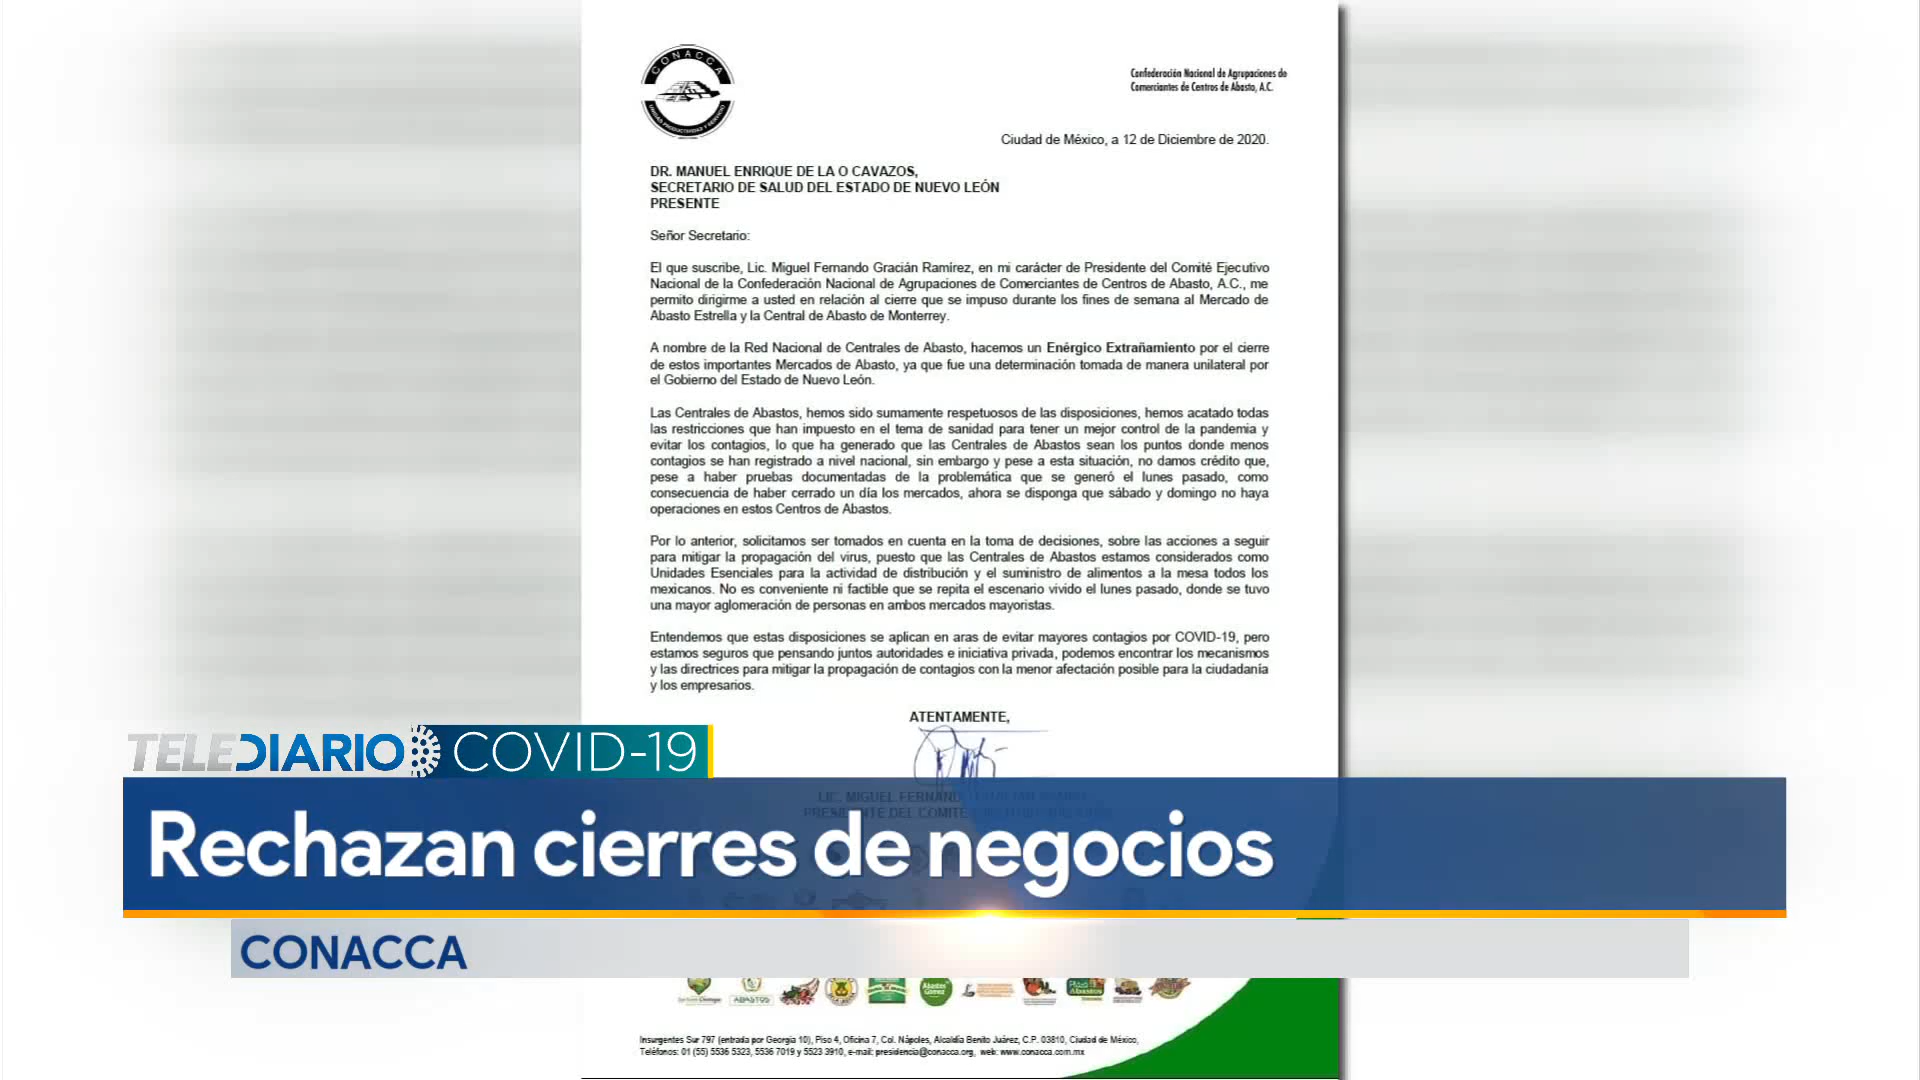 CONACCA
UNIDAD PRODUCTIVIDAD Y SERVICIO
Confederación Nacional de Agrupaciones de
Comerciantes de Centros de Abasto, A.C.
Ciudad de México, a 12 de Diciembre de 2020.
DR. MANUEL ENRIQUE DE LA O CAVAZOS,
SECRETARIO DE SALUD DEL ESTADO DE NUEVO LEÓN
PRESENTE
Señor Secretario:
El que suscribe, Lic. Miguel Fernando Gracián Ramírez, en mi carácter de Presidente del Comité Ejecutivo
Nacional de la Confederación Nacional de Agrupaciones de Comerciantes de Centros de Abasto, A.C., me
permito dirigirme a usted en relación al cierre que se impuso durante los fines de semana al Mercado de
Abasto Estrella y la Central de Abasto de Monterrey.
A nombre de la Red Nacional de Centrales de Abasto, hacemos un Enérgico Extrañamiento por el cierre
de estos importantes Mercados de Abasto, ya que fue una determinación tomada de manera unilateral por
el Gobierno del Estado de Nuevo León.
Las Centrales de Abastos, hemos sido sumamente respetuosos de las disposiciones, hemos acatado todas
las restricciones que han impuesto en el tema de sanidad para tener un mejor control de la pandemia y
evitar los contagios, lo que ha generado que las Centrales de Abastos sean los puntos donde menos
contagios se han registrado a nivel nacional, sin embargo y pese a esta situación, no damos crédito que,
pese a haber pruebas documentadas de la problemática que se generó el lunes pasado, como
consecuencia de haber cerrado un día los mercados, ahora se disponga que sábado y domingo no haya
operaciones en estos Centros de Abastos.
Por lo anterior, solicitamos ser tomados en cuenta en la toma de decisiones, sobre las acciones a seguir
para mitigar la propagación del virus, puesto que las Centrales de Abastos estamos considerados como
Unidades Esenciales para la actividad de distribución y el suministro de alimentos a la mesa todos los
mexicanos. No es conveniente ni factible que se repita el escenario vivido el lunes pasado, donde se tuvo
una mayor aglomeración de personas en ambos mercados mayoristas.
Entendemos que estas disposiciones se aplican en aras de evitar mayores contagios por COVID-19, pero
estamos seguros que pensando juntos autoridades e iniciativa privada, podemos encontrar los mecanismos
y las directrices para mitigar la propagación de contagios con la menor afectación posible para la ciudadanía
y los empresarios.
ATENTAMENTE,
LIC. MIGUEL FERNAND
PRESIDENTE DEL COMITÉ
TELEDIARIO COVID-19
Rechazan cierres de negocios
CONACCA
ABASTOS
Abastos
Insurgentes Sur 797 (entrada por Georgia 10), Piso 4, Oficina 7, Col. Nápoles, Alcaldía Benito Juárez, C.P. 03810, Ciudad de México,
Teléfonos: 01 (55) 5536 5323, 5536 7019 y 5523 3910, e-mail: presidencia@conacca.org, web: www.conacca.com.mx